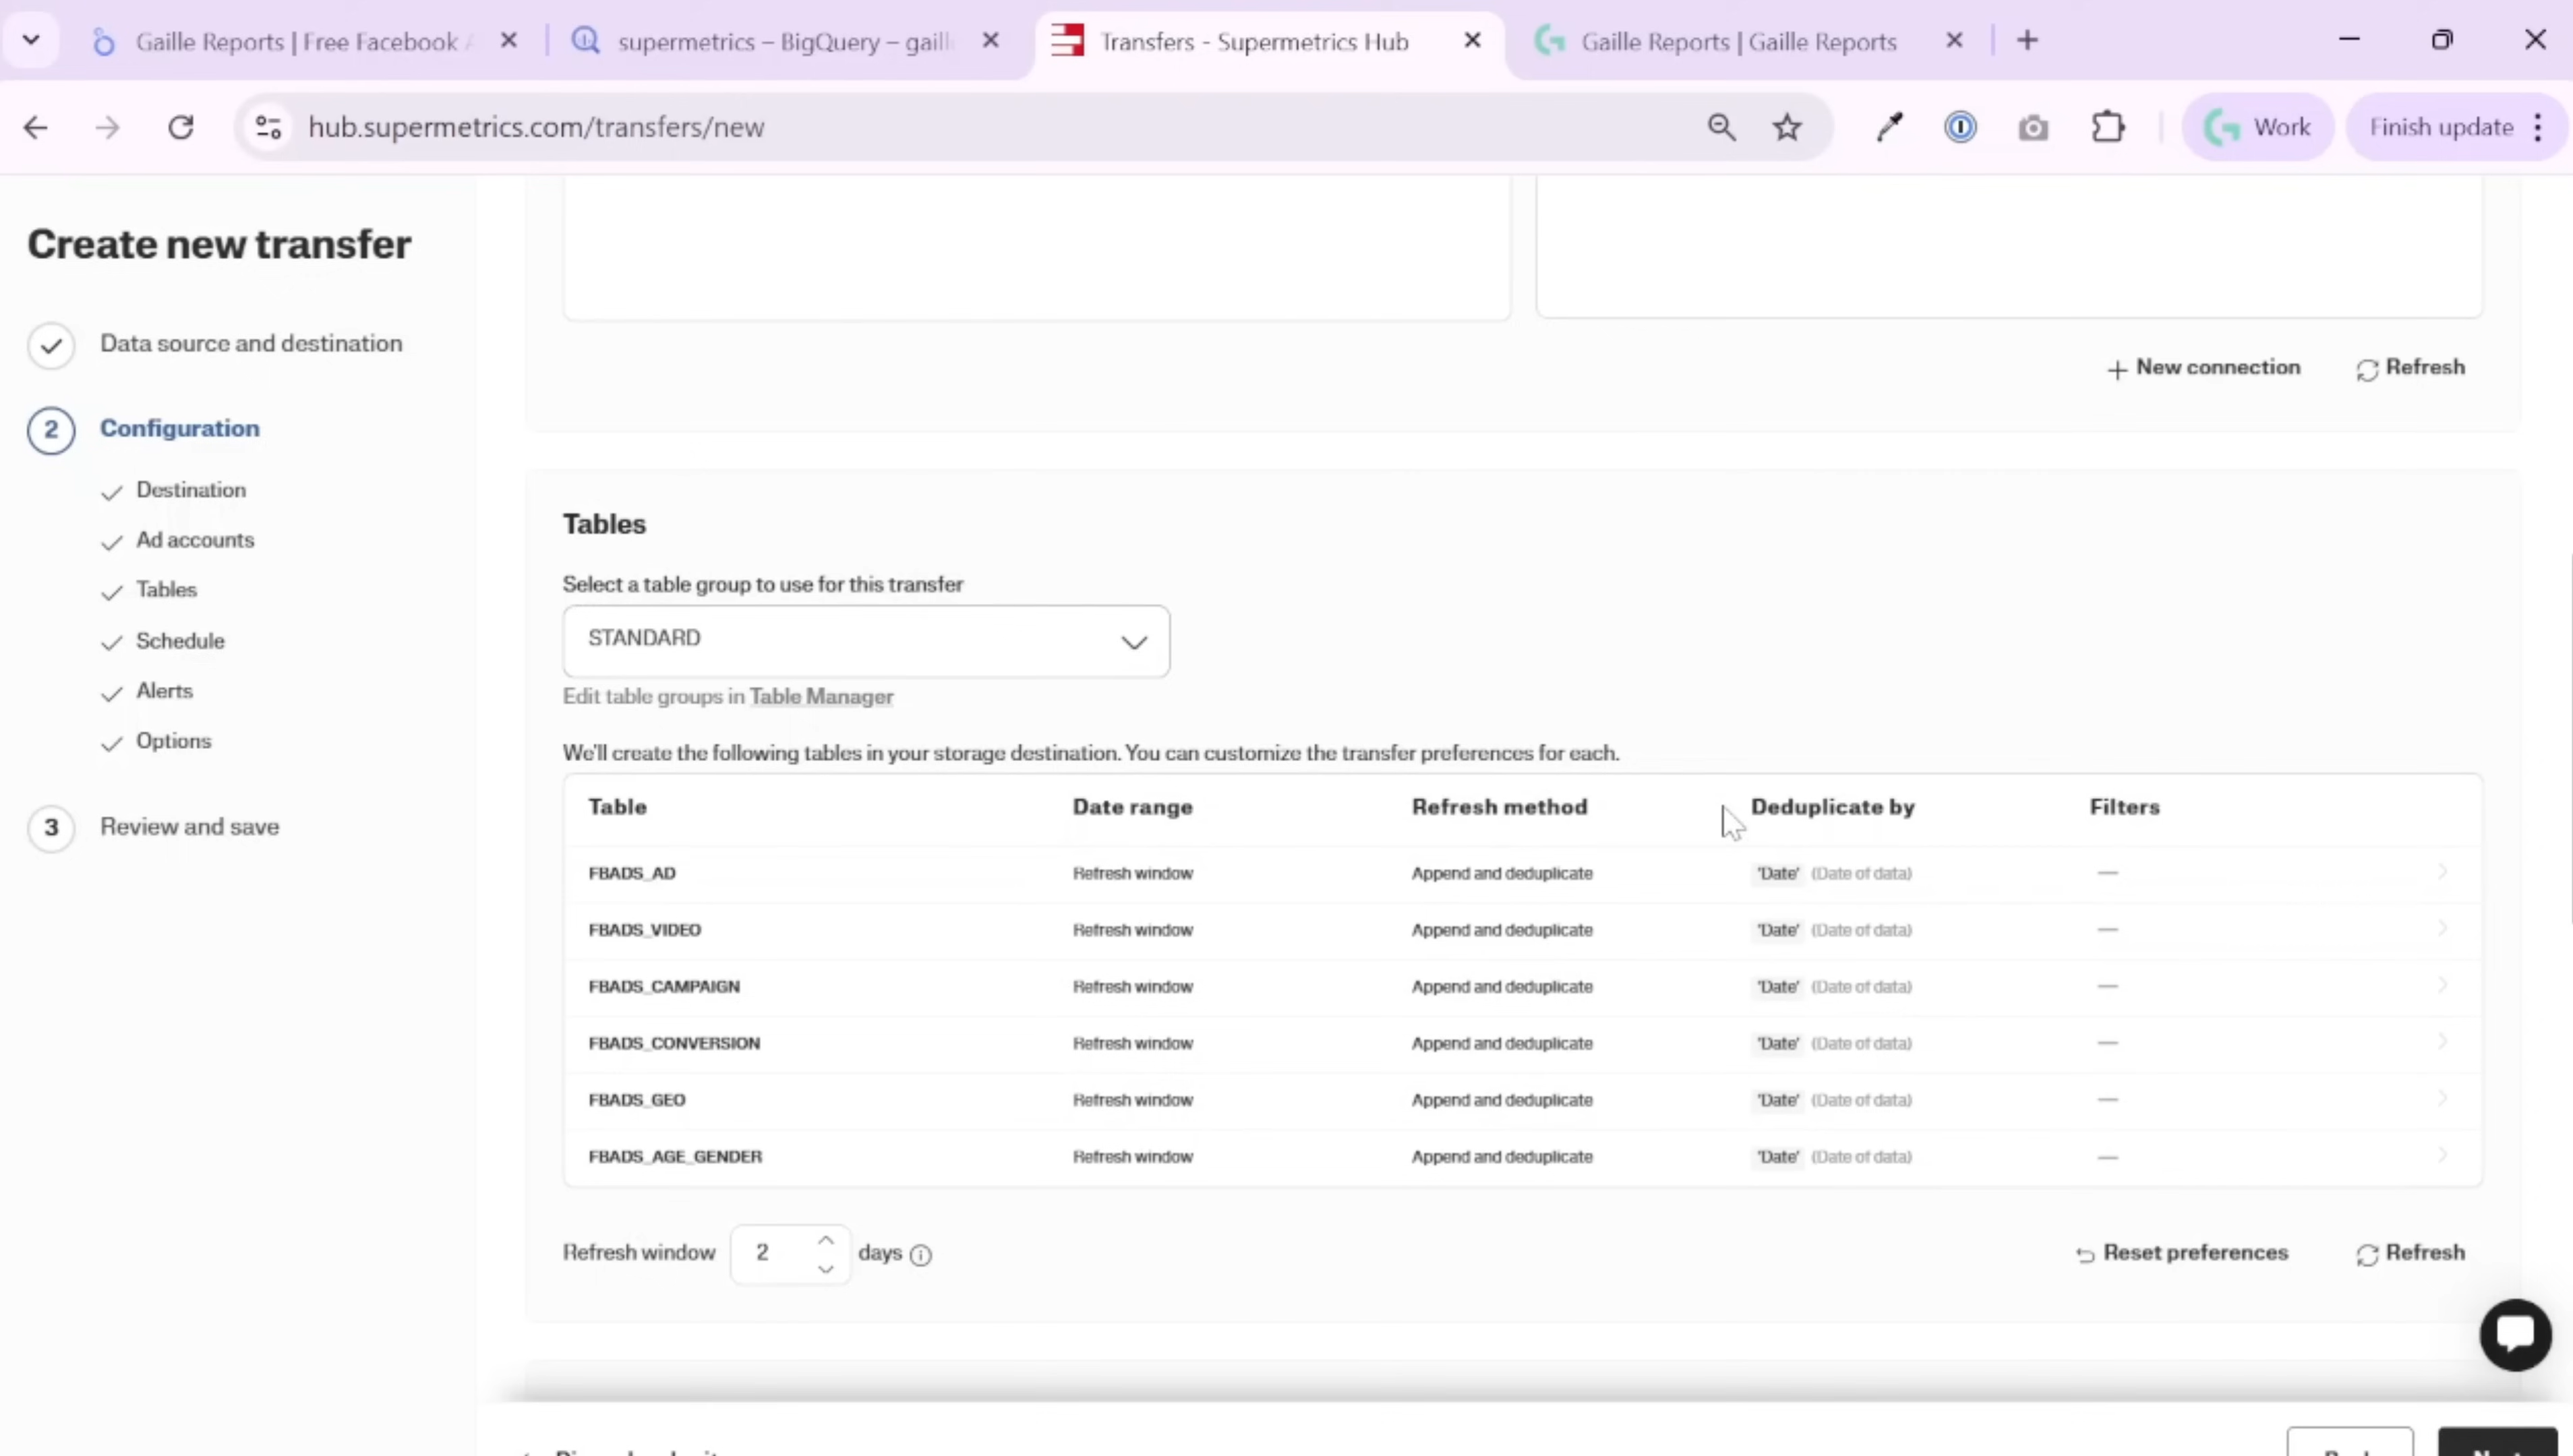 Gaille Reports | Free Facebook
supermetrics – BigQuery – gaill
Transfers - Supermetrics Hub
Gaille Reports | Gaille Reports
hub.supermetrics.com/transfers/new
Work
Finish update
Create new transfer
Data source and destination
2 Configuration
Destination
Ad accounts
Tables
Schedule
Alerts
Options
3 Review and save
New connection
Refresh
Tables
Select a table group to use for this transfer
STANDARD
Edit table groups in Table Manager
We'll create the following tables in your storage destination. You can customize the transfer preferences for each.
Table Date range Refresh method Deduplicate by Filters
FBADS_AD Refresh window Append and deduplicate 'Date' (Date of data) —
FBADS_VIDEO Refresh window Append and deduplicate 'Date' (Date of data) —
FBADS_CAMPAIGN Refresh window Append and deduplicate 'Date' (Date of data) —
FBADS_CONVERSION Refresh window Append and deduplicate 'Date' (Date of data) —
FBADS_GEO Refresh window Append and deduplicate 'Date' (Date of data) —
FBADS_AGE_GENDER Refresh window Append and deduplicate 'Date' (Date of data) —
Refresh window 2 days
Reset preferences
Refresh